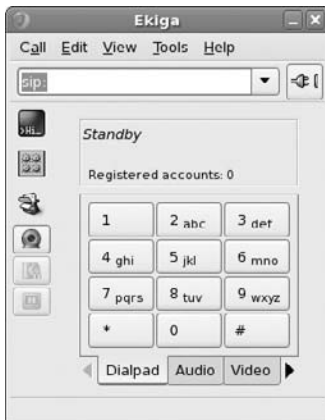 Ekiga
Call Edit View Tools Help
sip:
>Hi_
Standby
Registered accounts: 0
1 2 abc 3 def
4 ghi 5 jkl 6 mno
7 pqrs 8 tuv 9 wxyz
* 0 #
Dialpad Audio Video